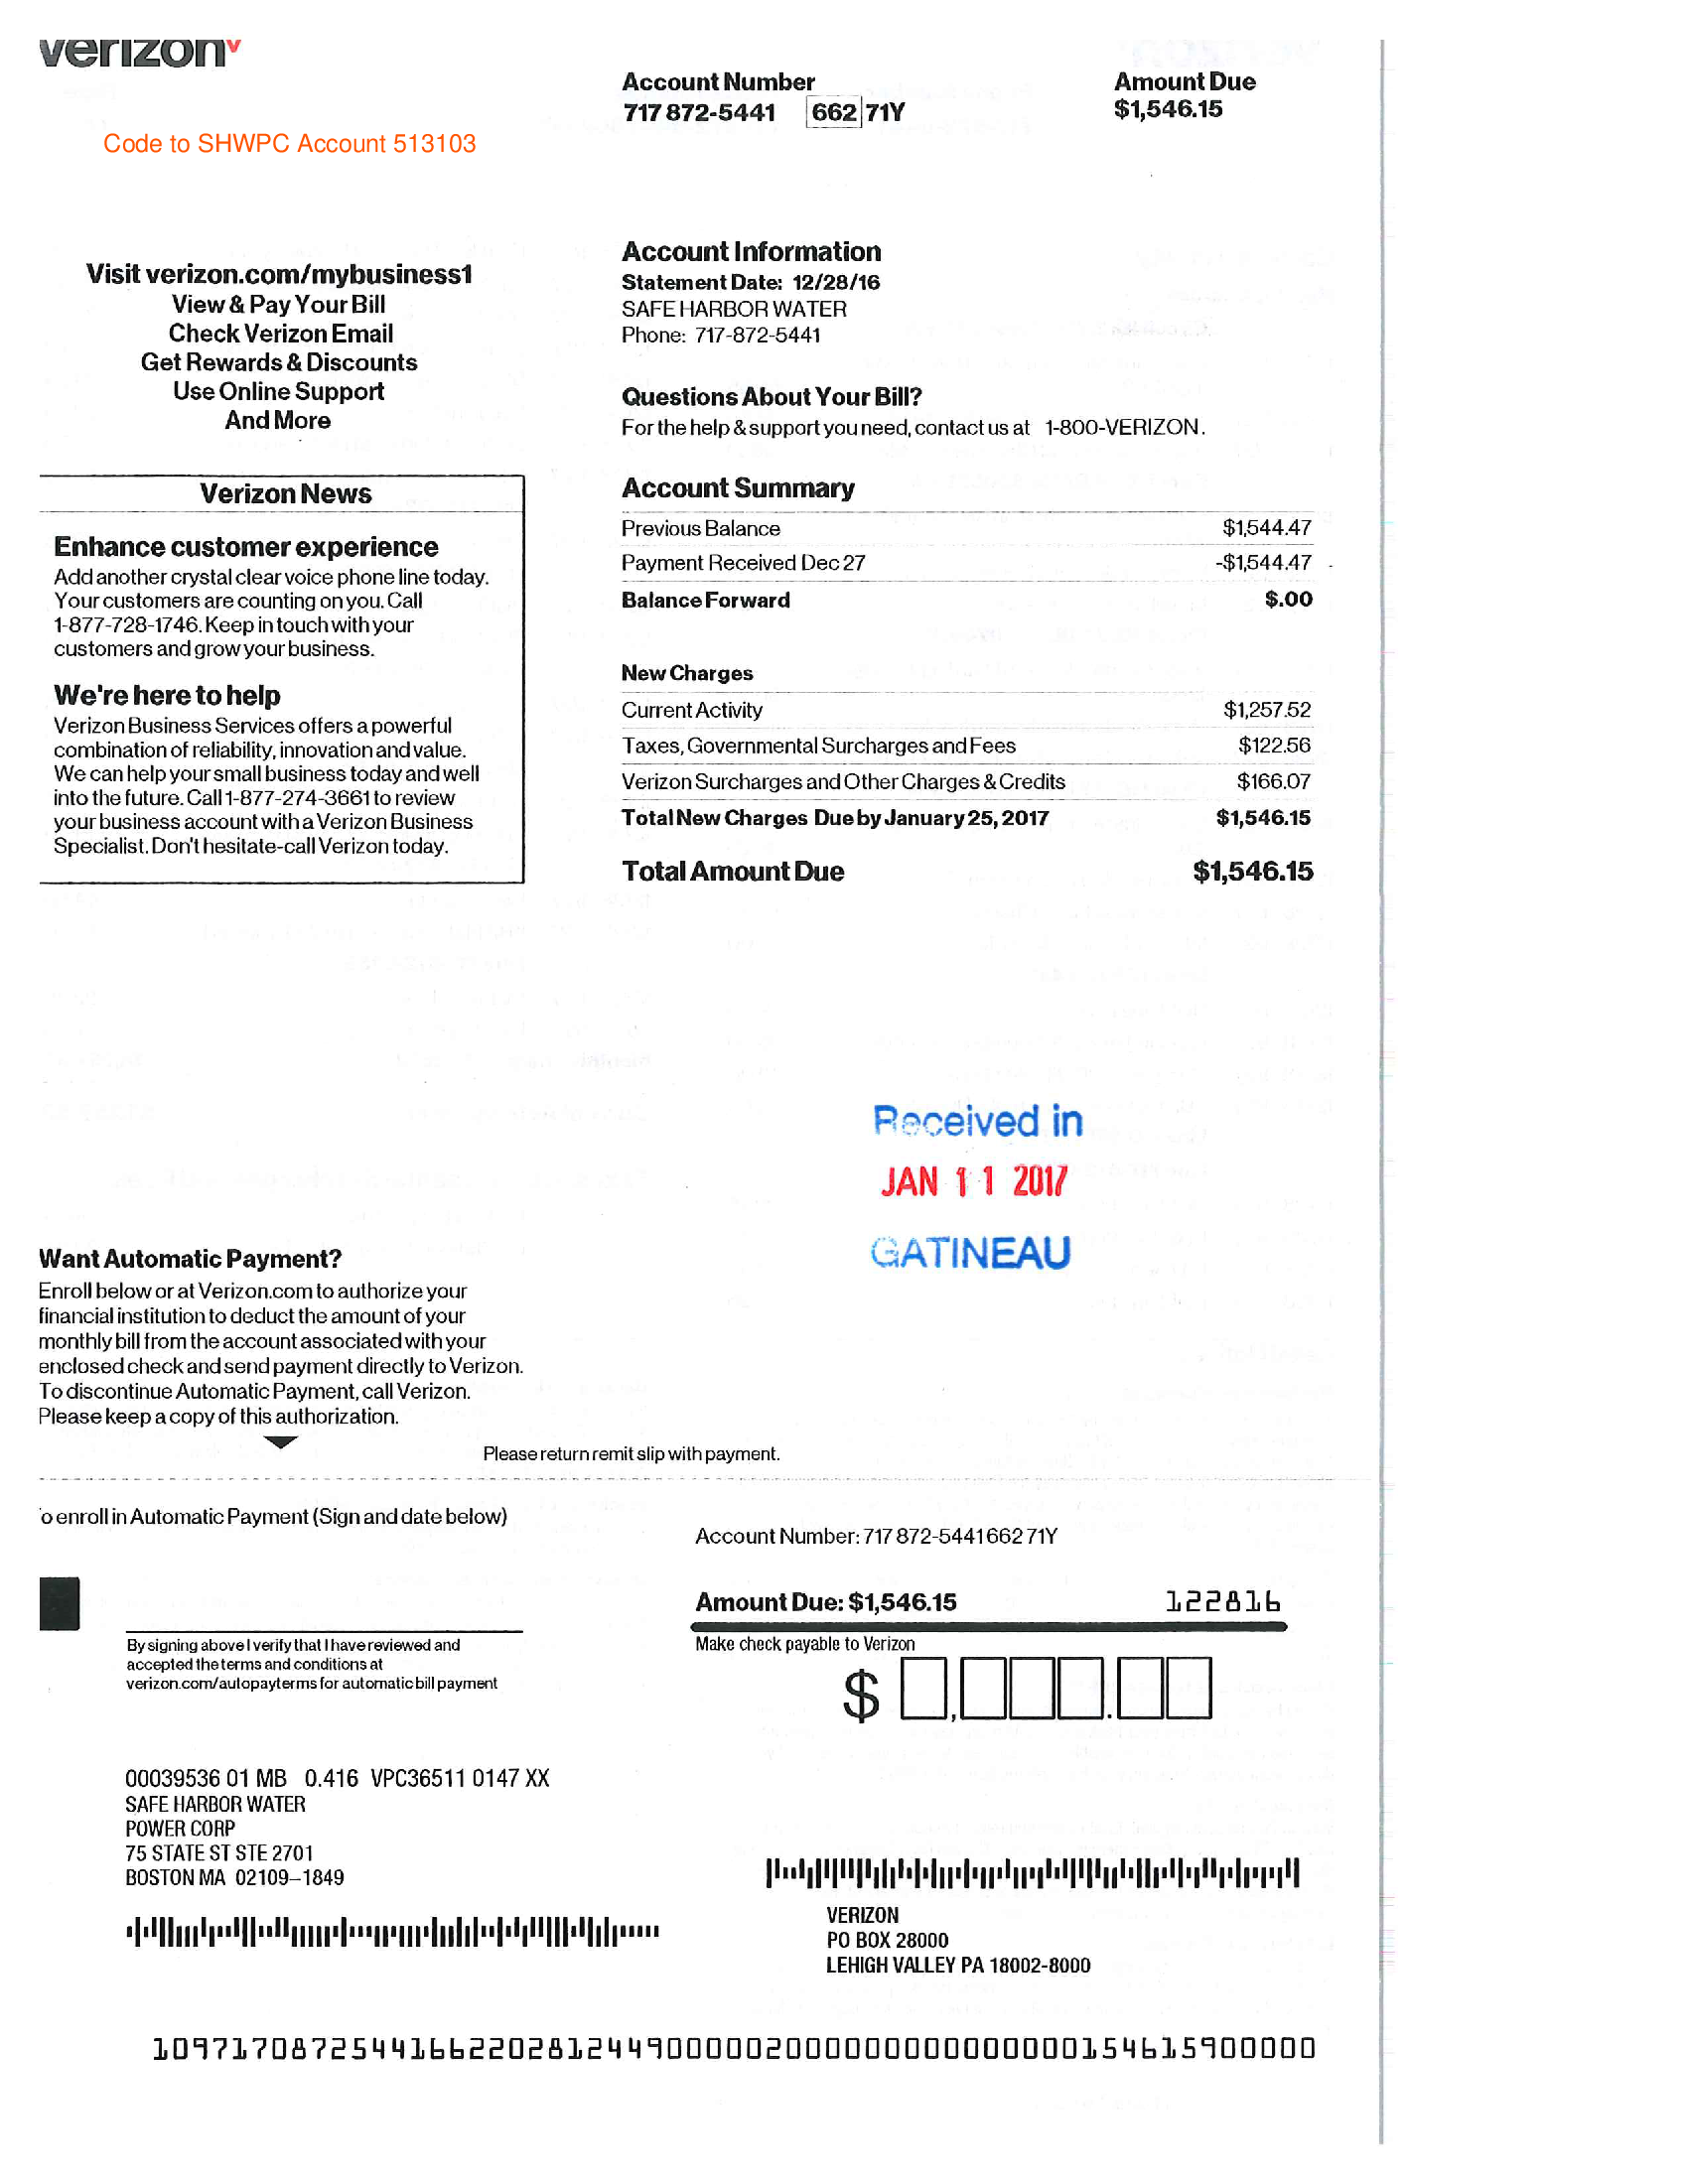 verizon
Account Number
717 872-5441 662 71Y
Amount Due
$1,546.15
Code to SHWPC Account 513103
Visit verizon.com/mybusiness1
View & Pay Your Bill
Check Verizon Email
Get Rewards & Discounts
Use Online Support
And More
Account Information
Statement Date: 12/28/16
SAFE HARBOR WATER
Phone: 717-872-5441
Questions About Your Bill?
For the help & support you need, contact us at 1-800-VERIZON.
Verizon News
Enhance customer experience
Add another crystal clear voice phone line today.
Your customers are counting on you. Call
1-877-728-1746. Keep in touch with your
customers and grow your business.
We're here to help
Verizon Business Services offers a powerful
combination of reliability, innovation and value.
We can help your small business today and well
into the future. Call 1-877-274-3661 to review
your business account with a Verizon Business
Specialist. Don't hesitate-call Verizon today.
Account Summary
Previous Balance $1,544.47
Payment Received Dec 27 -$1,544.47
Balance Forward $.00
New Charges
Current Activity $1,257.52
Taxes, Governmental Surcharges and Fees $122.56
Verizon Surcharges and Other Charges & Credits $166.07
Total New Charges Due by January 25, 2017 $1,546.15
Total Amount Due $1,546.15
Received in
JAN 11 2017
GATINEAU
Want Automatic Payment?
Enroll below or at Verizon.com to authorize your
financial institution to deduct the amount of your
monthly bill from the account associated with your
enclosed check and send payment directly to Verizon.
To discontinue Automatic Payment, call Verizon.
Please keep a copy of this authorization.
Please return remit slip with payment.
o enroll in Automatic Payment (Sign and date below)
Account Number: 717 872-5441 662 71Y
Amount Due: $1,546.15 122816
Make check payable to Verizon
$ , .
By signing above I verify that I have reviewed and
accepted the terms and conditions at
verizon.com/autopayterms for automatic bill payment
00039536 01 MB 0.416 VPC36511 0147 XX
SAFE HARBOR WATER
POWER CORP
75 STATE ST STE 2701
BOSTON MA 02109-1849
VERIZON
PO BOX 28000
LEHIGH VALLEY PA 18002-8000